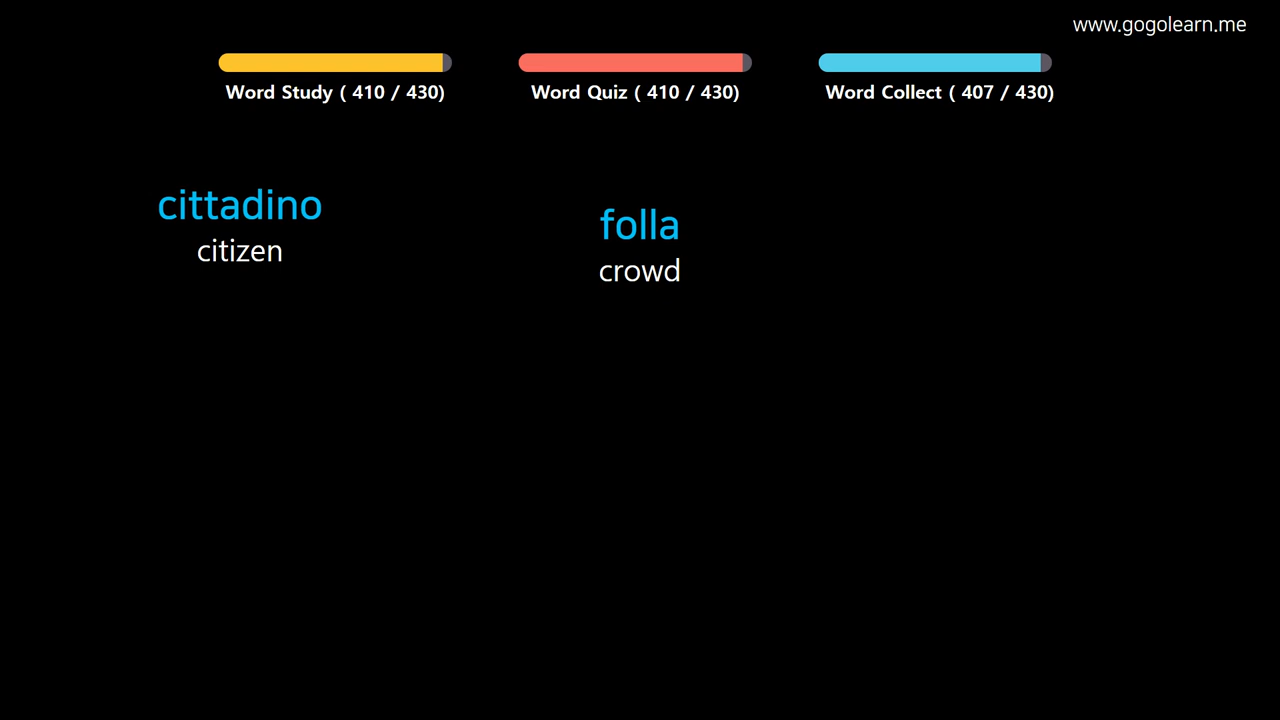 www.gogolearn.me
Word Study ( 410 / 430)
Word Quiz ( 410 / 430)
Word Collect ( 407 / 430)
cittadino
citizen
folla
crowd